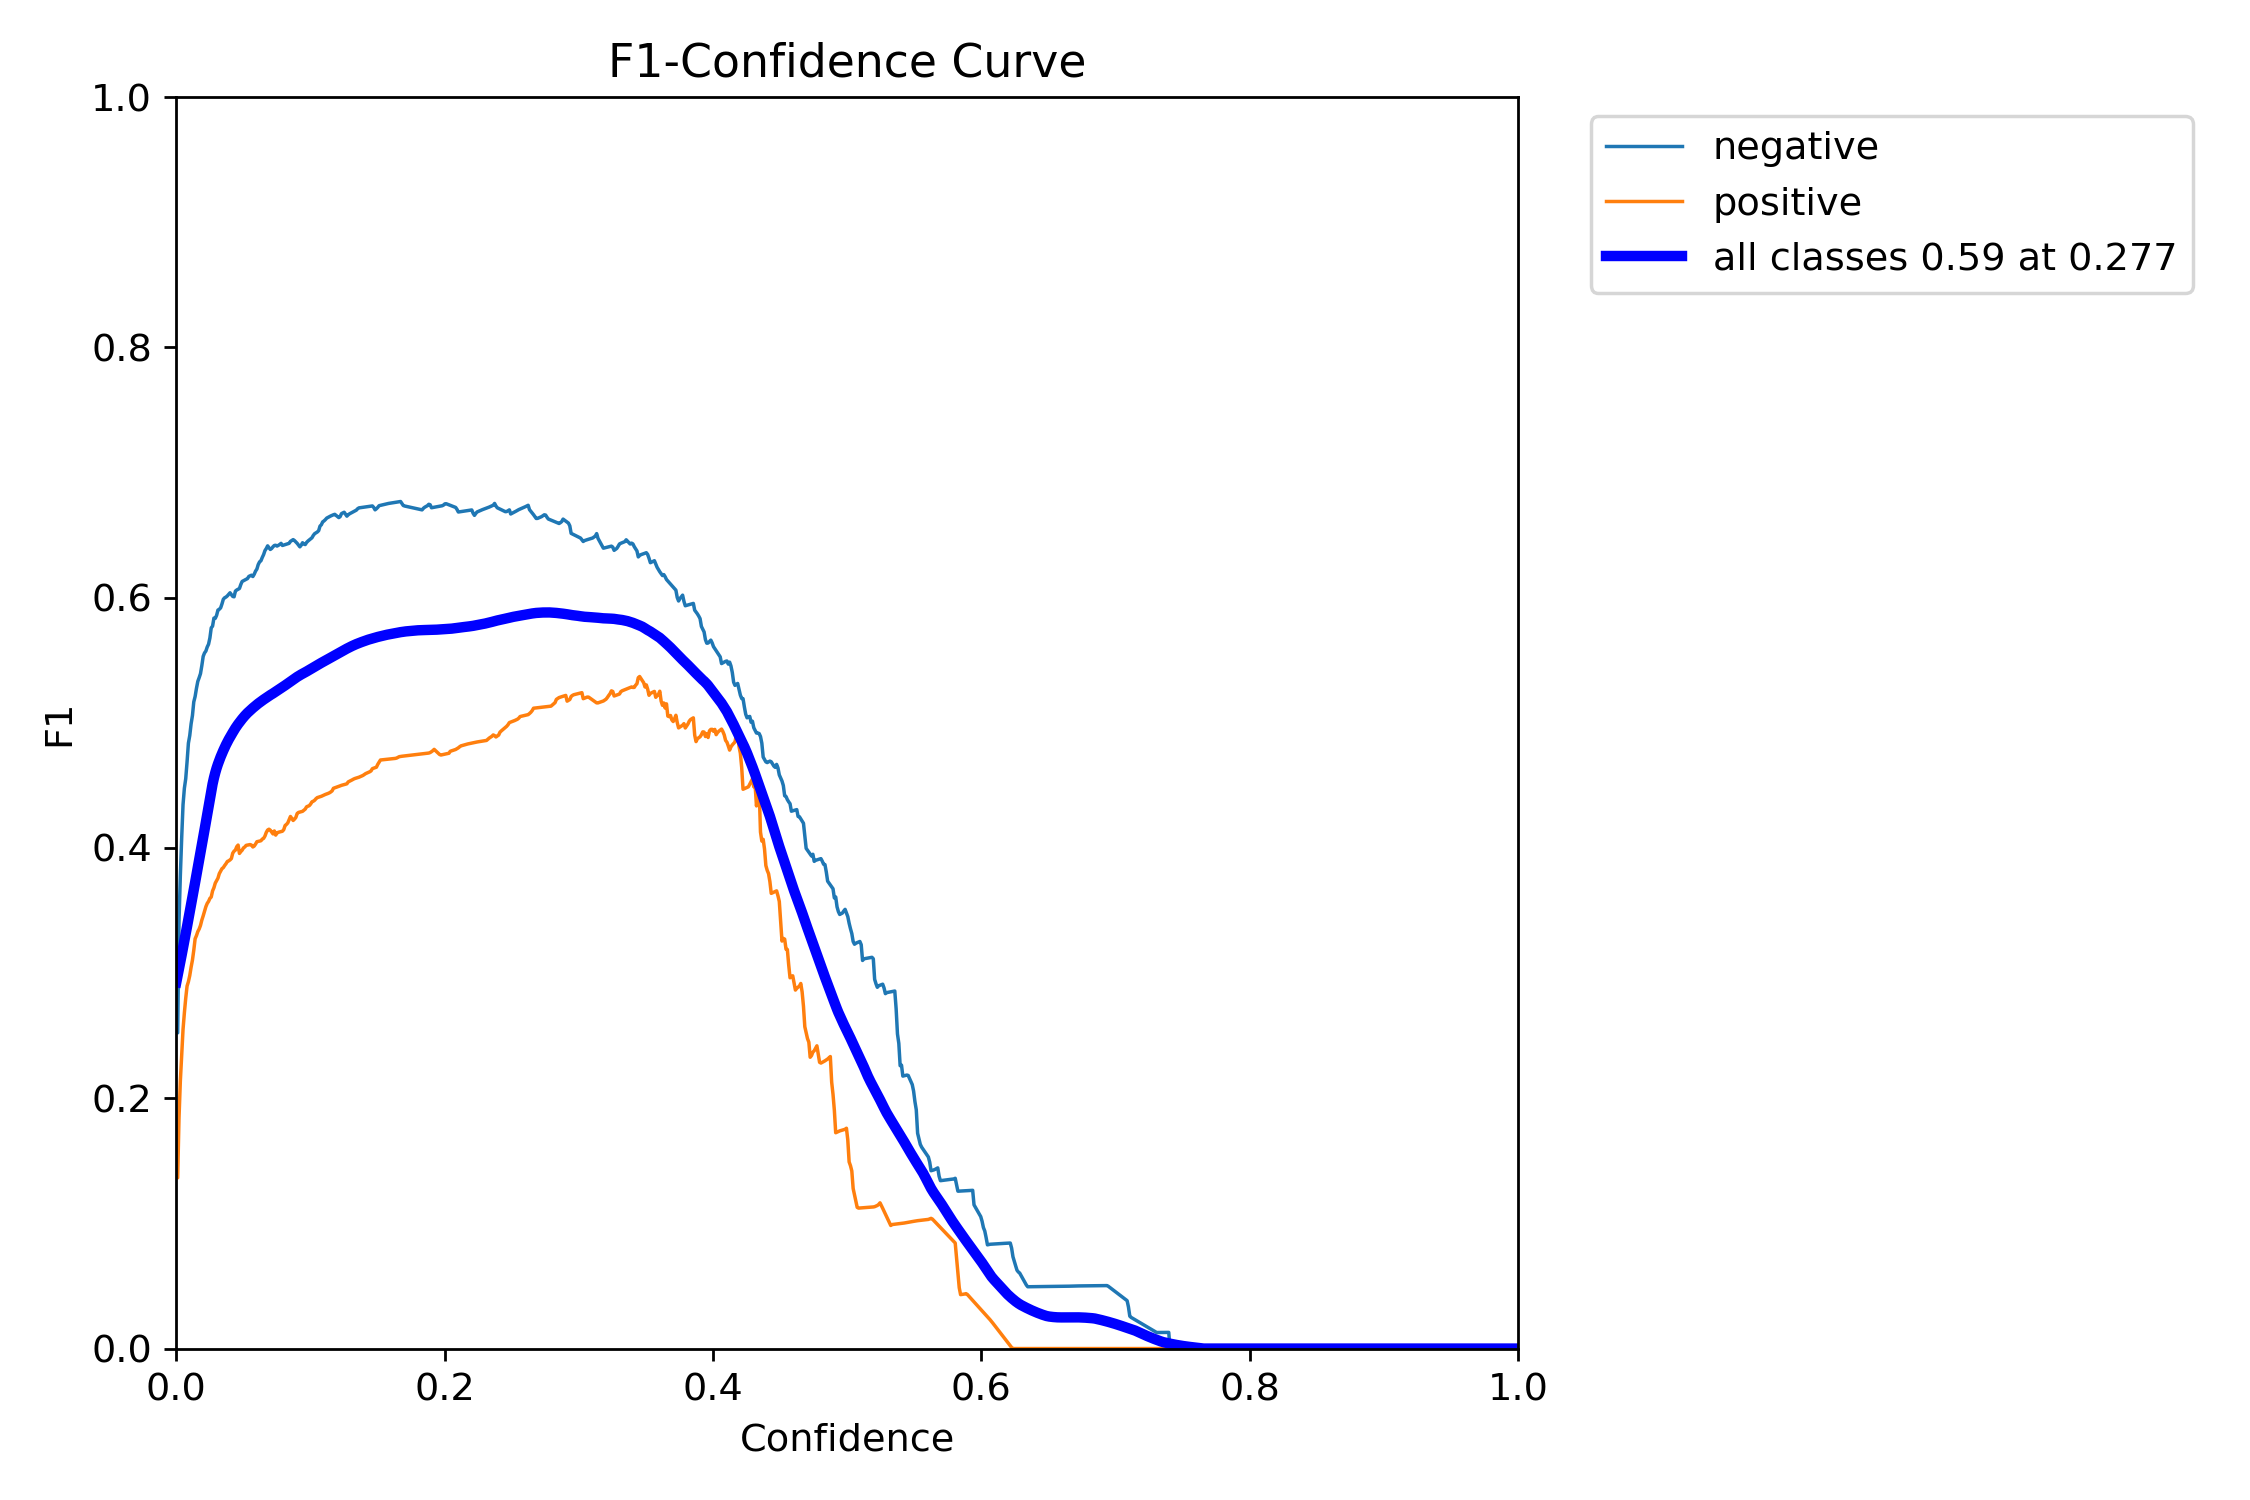 F1-Confidence Curve
1.0
0.8
0.6
0.4
0.2
0.0
F1
0.0 0.2 0.4 0.6 0.8 1.0
Confidence
negative
positive
all classes 0.59 at 0.277